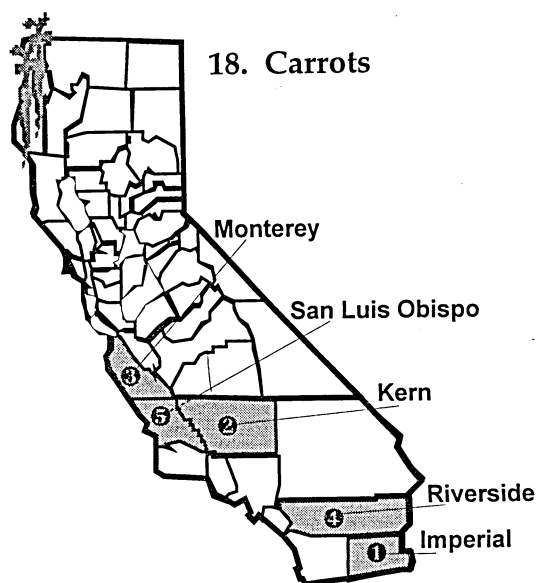 18. Carrots
Monterey
San Luis Obispo
3
Kern
5
2
Riverside
4
Imperial
1